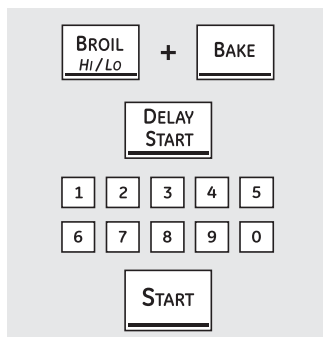 BROIL + BAKE
HI/LO
DELAY
START
1 2 3 4 5
6 7 8 9 0
START